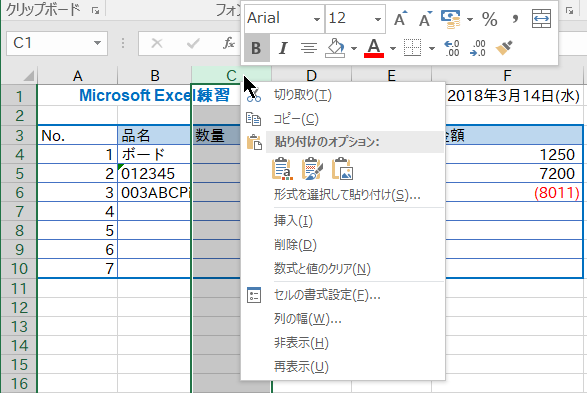 クリップボード
フォン
Arial 12 A A %
B I A .00
C1 fx
A B C D E F
1 Microsoft Excel練習 2018年3月14日(水)
2
3 No. 品名 数量 金額
4 1 ボード 1250
5 2 012345 7200
6 3 003ABCPi (8011)
7 4
8 5
9 6
10 7
11
12
13
14
15
16
切り取り(T)
コピー(C)
貼り付けのオプション:
形式を選択して貼り付け(S)...
挿入(I)
削除(D)
数式と値のクリア(N)
セルの書式設定(F)...
列の幅(W)...
非表示(H)
再表示(U)